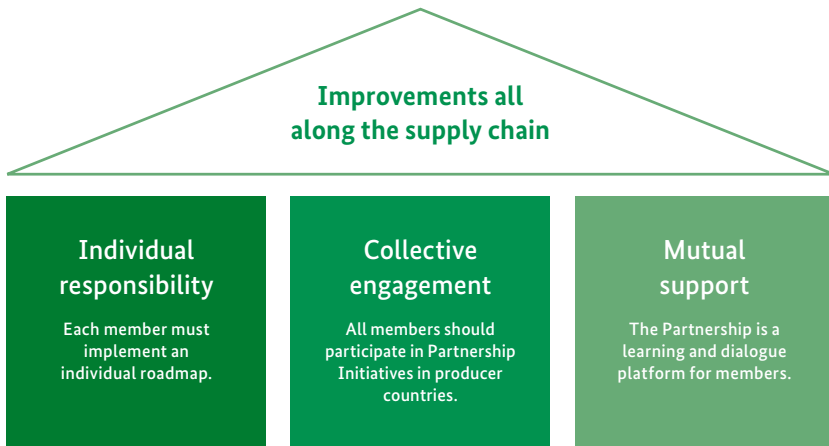 Improvements all
along the supply chain
Individual
responsibility
Each member must
implement an
individual roadmap.
Collective
engagement
All members should
participate in Partnership
Initiatives in producer
countries.
Mutual
support
The Partnership is a
learning and dialogue
platform for members.